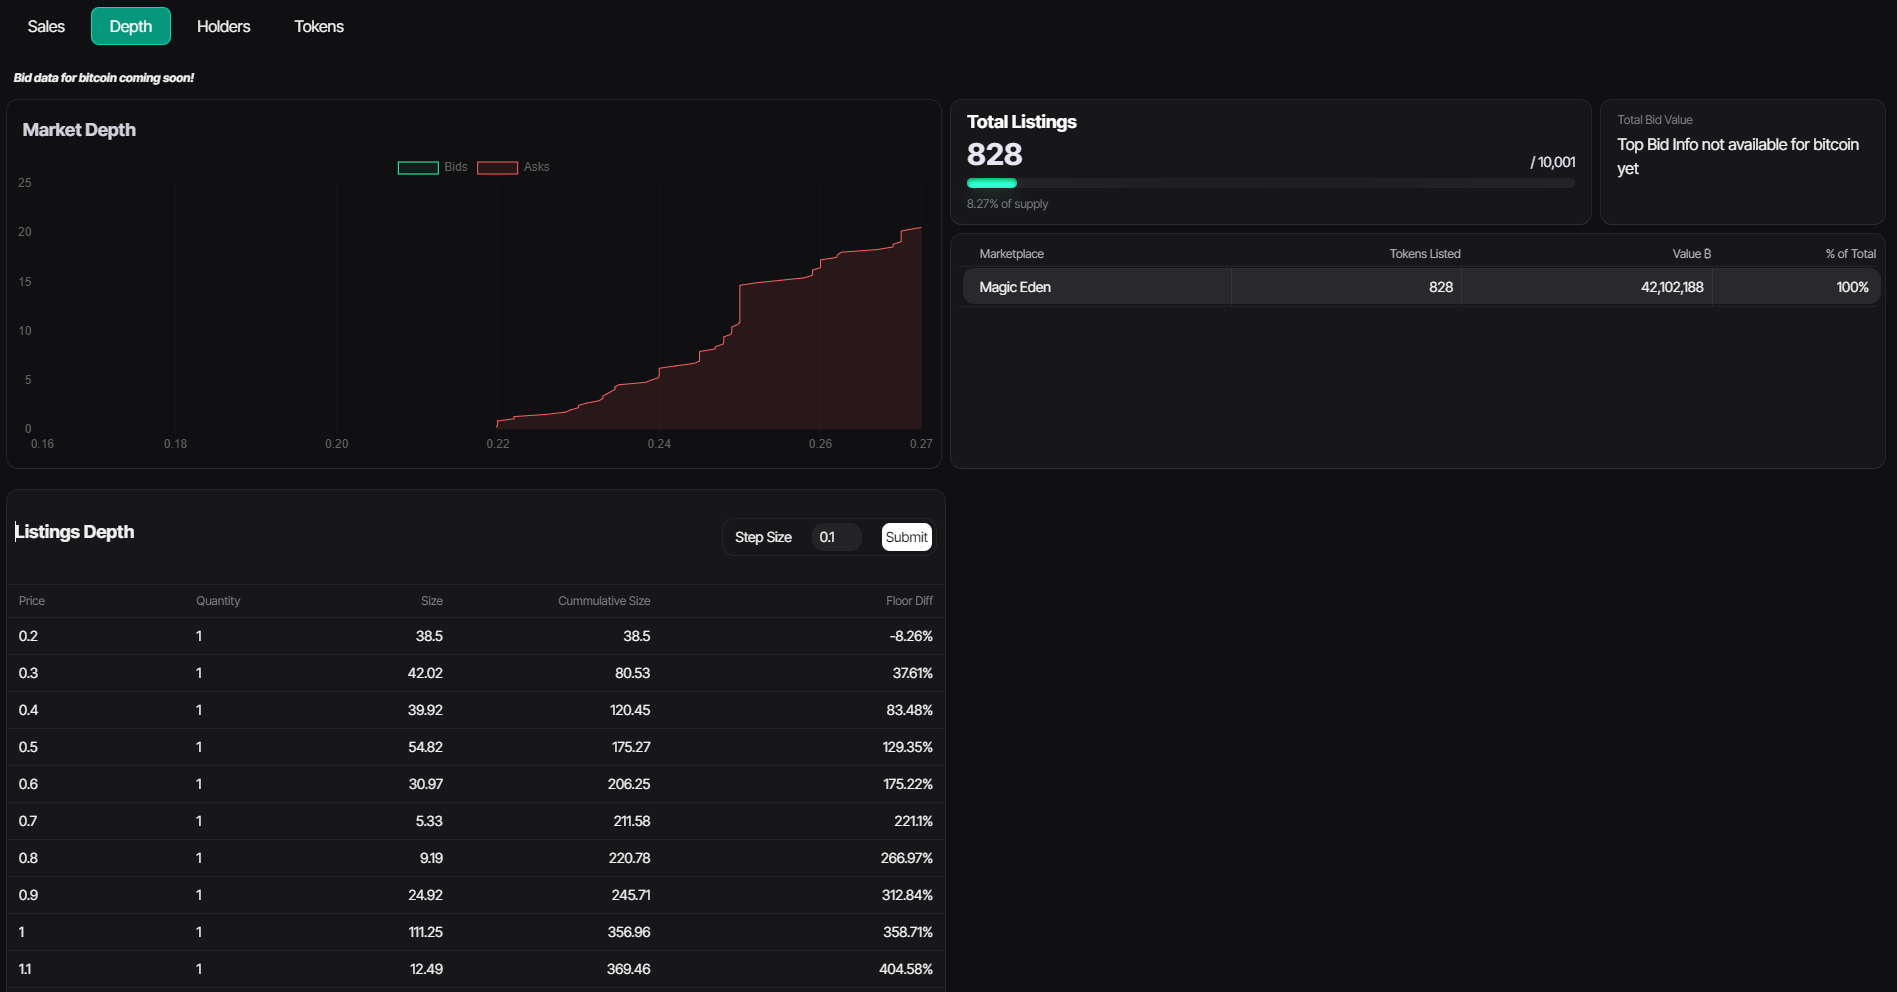 Sales Depth Holders Tokens
Bid data for bitcoin coming soon!
Market Depth
Bids Asks
25
20
15
10
5
0
0.16 0.18 0.20 0.22 0.24 0.26 0.27
Total Listings
828
/ 10,001
8.27% of supply
Total Bid Value
Top Bid Info not available for bitcoin
yet
Marketplace Tokens Listed Value ₿ % of Total
Magic Eden 828 42,102,188 100%
Listings Depth
Step Size 0.1 Submit
Price Quantity Size Cummulative Size Floor Diff
0.2 1 38.5 38.5 -8.26%
0.3 1 42.02 80.53 37.61%
0.4 1 39.92 120.45 83.48%
0.5 1 54.82 175.27 129.35%
0.6 1 30.97 206.25 175.22%
0.7 1 5.33 211.58 221.1%
0.8 1 9.19 220.78 266.97%
0.9 1 24.92 245.71 312.84%
1 1 111.25 356.96 358.71%
1.1 1 12.49 369.46 404.58%